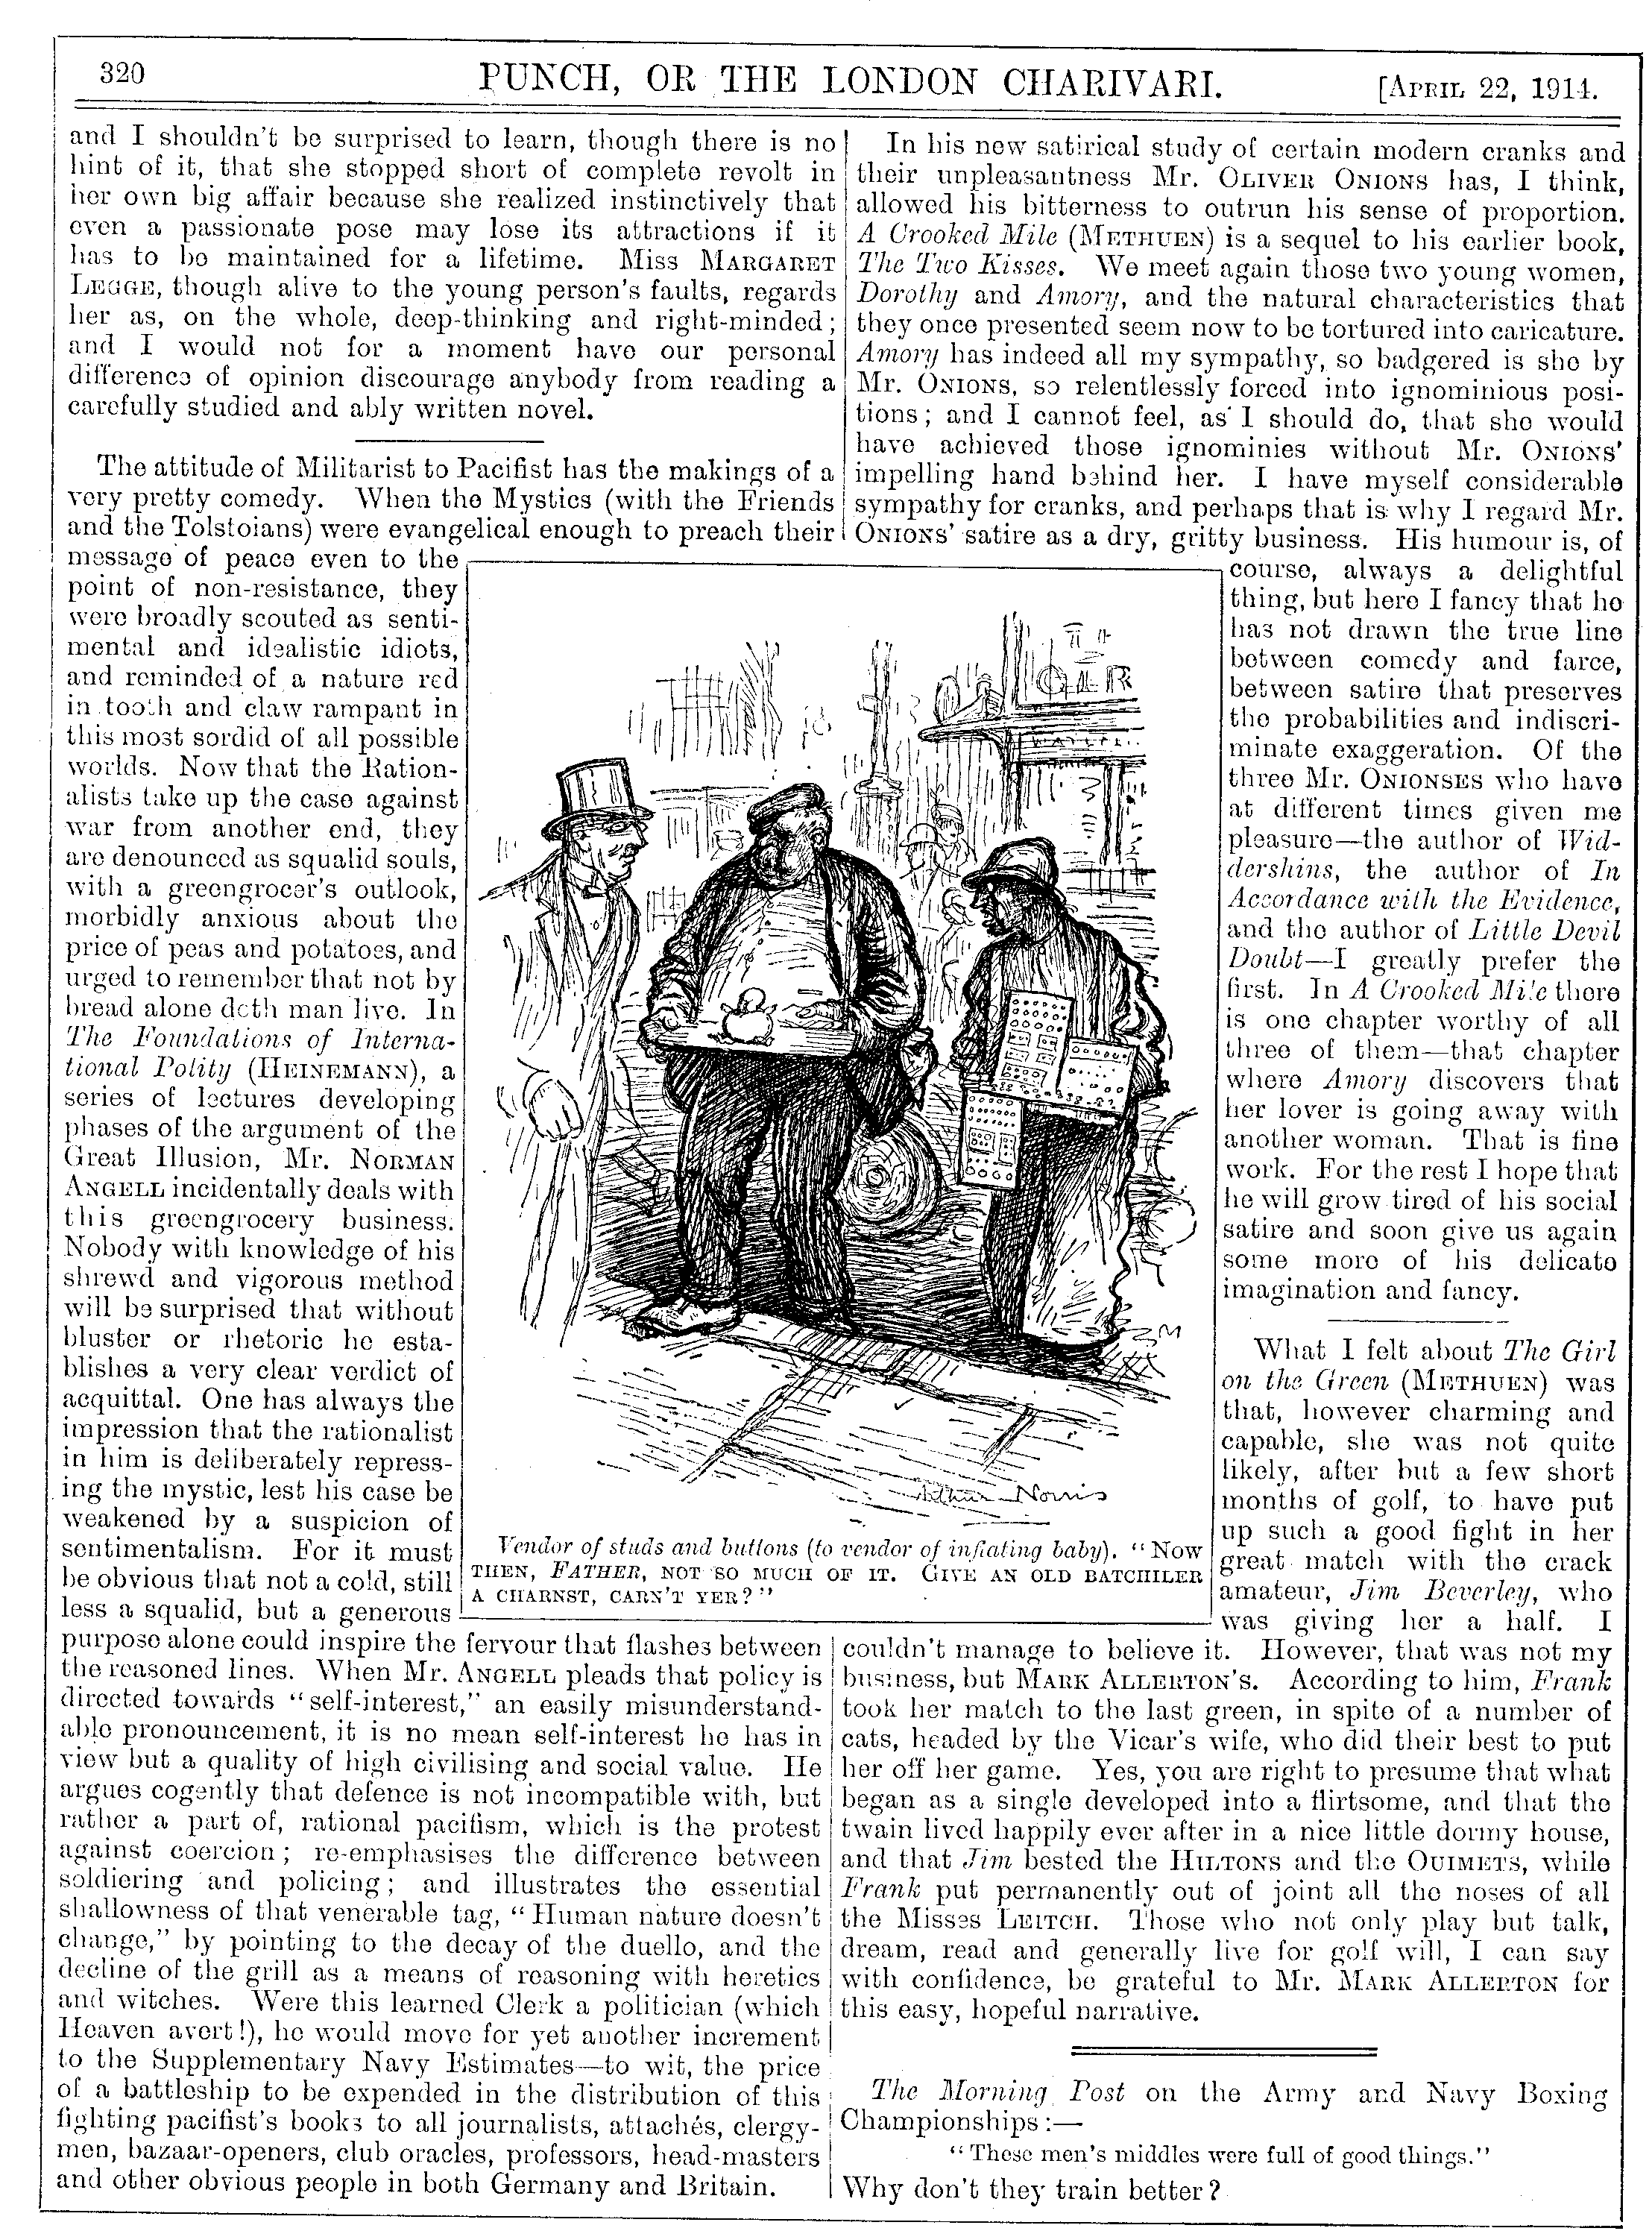 320
PUNCH, OR THE LONDON CHARIVARI.
[APRIL 22, 1914.
and I shouldn't be surprised to learn, though there is no
hint of it, that she stopped short of complete revolt in
her own big affair because she realized instinctively that
even a passionate pose may lose its attractions if it
has to be maintained for a lifetime. Miss MARGARET
LEGGE, though alive to the young person's faults, regards
her as, on the whole, deep-thinking and right-minded;
and I would not for a moment have our personal
difference of opinion discourage anybody from reading a
carefully studied and ably written novel.
The attitude of Militarist to Pacifist has the makings of a
very pretty comedy. When the Mystics (with the Friends
and the Tolstoians) were evangelical enough to preach their
message of peace even to the
point of non-resistance, they
were broadly scouted as senti-
mental and idealistic idiots,
and reminded of a nature red
in tooth and claw rampant in
this most sordid of all possible
worlds. Now that the Ration-
alists take up the case against
war from another end, they
are denounced as squalid souls,
with a greengrocer's outlook,
morbidly anxious about the
price of peas and potatoes, and
urged to remember that not by
bread alone doth man live. In
The Foundations of Interna-
tional Polity (HEINEMANN), a
series of lectures developing
phases of the argument of the
Great Illusion, Mr. NORMAN
ANGELL incidentally deals with
this greengrocery business.
Nobody with knowledge of his
shrewd and vigorous method
will be surprised that without
bluster or rhetoric he esta-
blishes a very clear verdict of
acquittal. One has always the
impression that the rationalist
in him is deliberately repress-
ing the mystic, lest his case be
weakened by a suspicion of
sentimentalism. For it must
be obvious that not a cold, still
less a squalid, but a generous
purpose alone could inspire the fervour that flashes between
the reasoned lines. When Mr. ANGELL pleads that policy is
directed towards "self-interest," an easily misunderstand-
able pronouncement, it is no mean self-interest he has in
view but a quality of high civilising and social value. He
argues cogently that defence is not incompatible with, but
rather a part of, rational pacifism, which is the protest
against coercion; re-emphasises the difference between
soldiering and policing; and illustrates the essential
shallowness of that venerable tag, "Human nature doesn't
change," by pointing to the decay of the duello, and the
decline of the grill as a means of reasoning with heretics
and witches. Were this learned Clerk a politician (which
Heaven avert!), he would move for yet another increment
to the Supplementary Navy Estimates—to wit, the price
of a battleship to be expended in the distribution of this
fighting pacifist's books to all journalists, attachés, clergy-
men, bazaar-openers, club oracles, professors, head-masters
and other obvious people in both Germany and Britain.
GAR
Arthur Norris
Vendor of studs and buttons (to vendor of inflating baby). "NOW
THEN, FATHER, NOT SO MUCH OF IT. GIVE AN OLD BATCHILER
A CHARNST, CARN'T YER?"
In his new satirical study of certain modern cranks and
their unpleasantness Mr. OLIVER ONIONS has, I think,
allowed his bitterness to outrun his sense of proportion.
A Crooked Mile (METHUEN) is a sequel to his earlier book,
The Two Kisses. We meet again those two young women,
Dorothy and Amory, and the natural characteristics that
they once presented seem now to be tortured into caricature.
Amory has indeed all my sympathy, so badgered is she by
Mr. ONIONS, so relentlessly forced into ignominious posi-
tions; and I cannot feel, as I should do, that she would
have achieved those ignominies without Mr. ONIONS'
impelling hand behind her. I have myself considerable
sympathy for cranks, and perhaps that is why I regard Mr.
ONIONS' satire as a dry, gritty business. His humour is, of
course, always a delightful
thing, but here I fancy that he
has not drawn the true line
between comedy and farce,
between satire that preserves
the probabilities and indiscri-
minate exaggeration. Of the
three Mr. ONIONSES who have
at different times given me
pleasure—the author of Wid-
dershins, the author of In
Accordance with the Evidence,
and the author of Little Devil
Doubt—I greatly prefer the
first. In A Crooked Mile there
is one chapter worthy of all
three of them—that chapter
where Amory discovers that
her lover is going away with
another woman. That is fine
work. For the rest I hope that
he will grow tired of his social
satire and soon give us again
some more of his delicate
imagination and fancy.
What I felt about The Girl
on the Green (METHUEN) was
that, however charming and
capable, she was not quite
likely, after but a few short
months of golf, to have put
up such a good fight in her
great match with the crack
amateur, Jim Beverley, who
was giving her a half. I
couldn't manage to believe it. However, that was not my
business, but MARK ALLERTON'S. According to him, Frank
took her match to the last green, in spite of a number of
cats, headed by the Vicar's wife, who did their best to put
her off her game. Yes, you are right to presume that what
began as a single developed into a flirtsome, and that the
twain lived happily ever after in a nice little dormy house,
and that Jim bested the HILTONS and the OUIMETS, while
Frank put permanently out of joint all the noses of all
the Misses LEITCH. Those who not only play but talk,
dream, read and generally live for golf will, I can say
with confidence, be grateful to Mr. MARK ALLERTON for
this easy, hopeful narrative.
The Morning Post on the Army and Navy Boxing
Championships:—
"These men's middles were full of good things."
Why don't they train better?